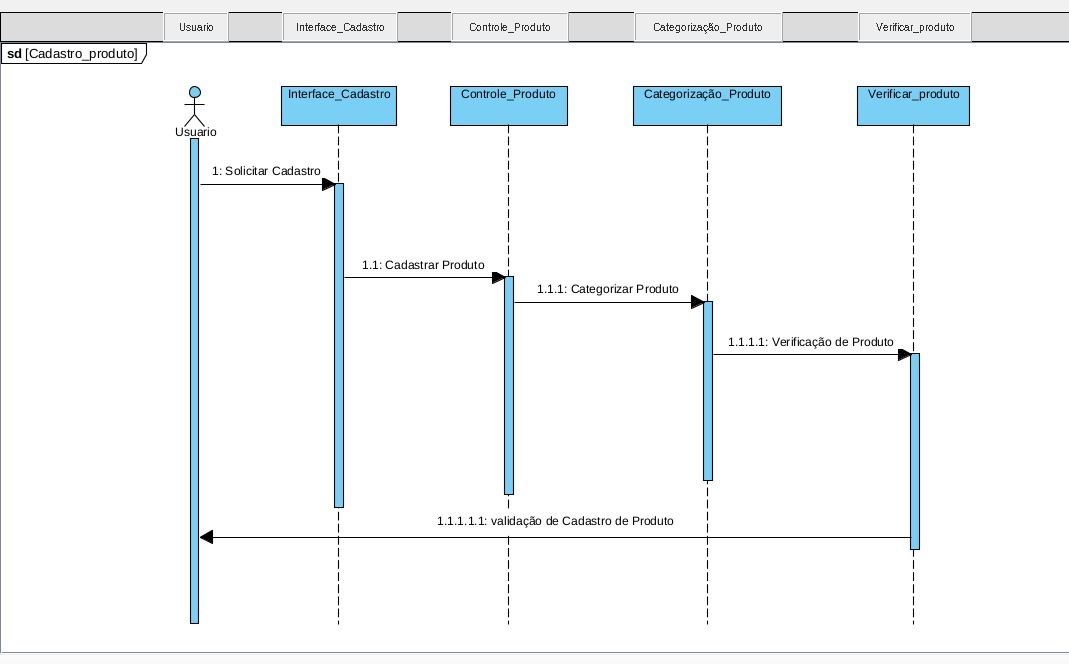 Usuario
Interface_Cadastro
Controle_Produto
Categorização_Produto
Verificar_produto
sd [Cadastro_produto]
Interface_Cadastro
Controle_Produto
Categorização_Produto
Verificar_produto
Usuario
1: Solicitar Cadastro
1.1: Cadastrar Produto
1.1.1: Categorizar Produto
1.1.1.1: Verificação de Produto
1.1.1.1.1: validação de Cadastro de Produto